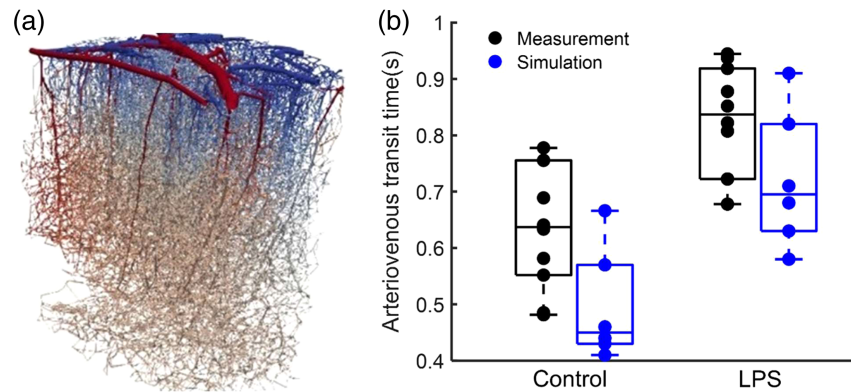 (a)
(b)
Arteriovenous transit time(s)
1
0.9
0.8
0.7
0.6
0.5
0.4
Measurement
Simulation
Control
LPS